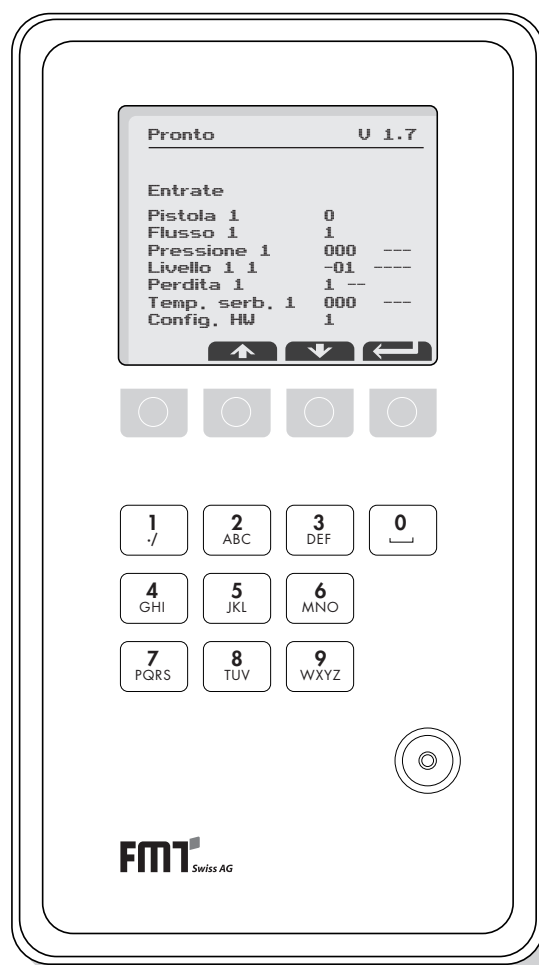 Pronto V 1.7
Entrate
Pistola 1 0
Flusso 1 1
Pressione 1 000 ---
Livello 1 1 -01 ----
Perdita 1 1 --
Temp. serb. 1 000 ---
Config. HW 1
1 2 3 0
./ ABC DEF
4 5 6
GHI JKL MNO
7 8 9
PQRS TUV WXYZ
FMT Swiss AG